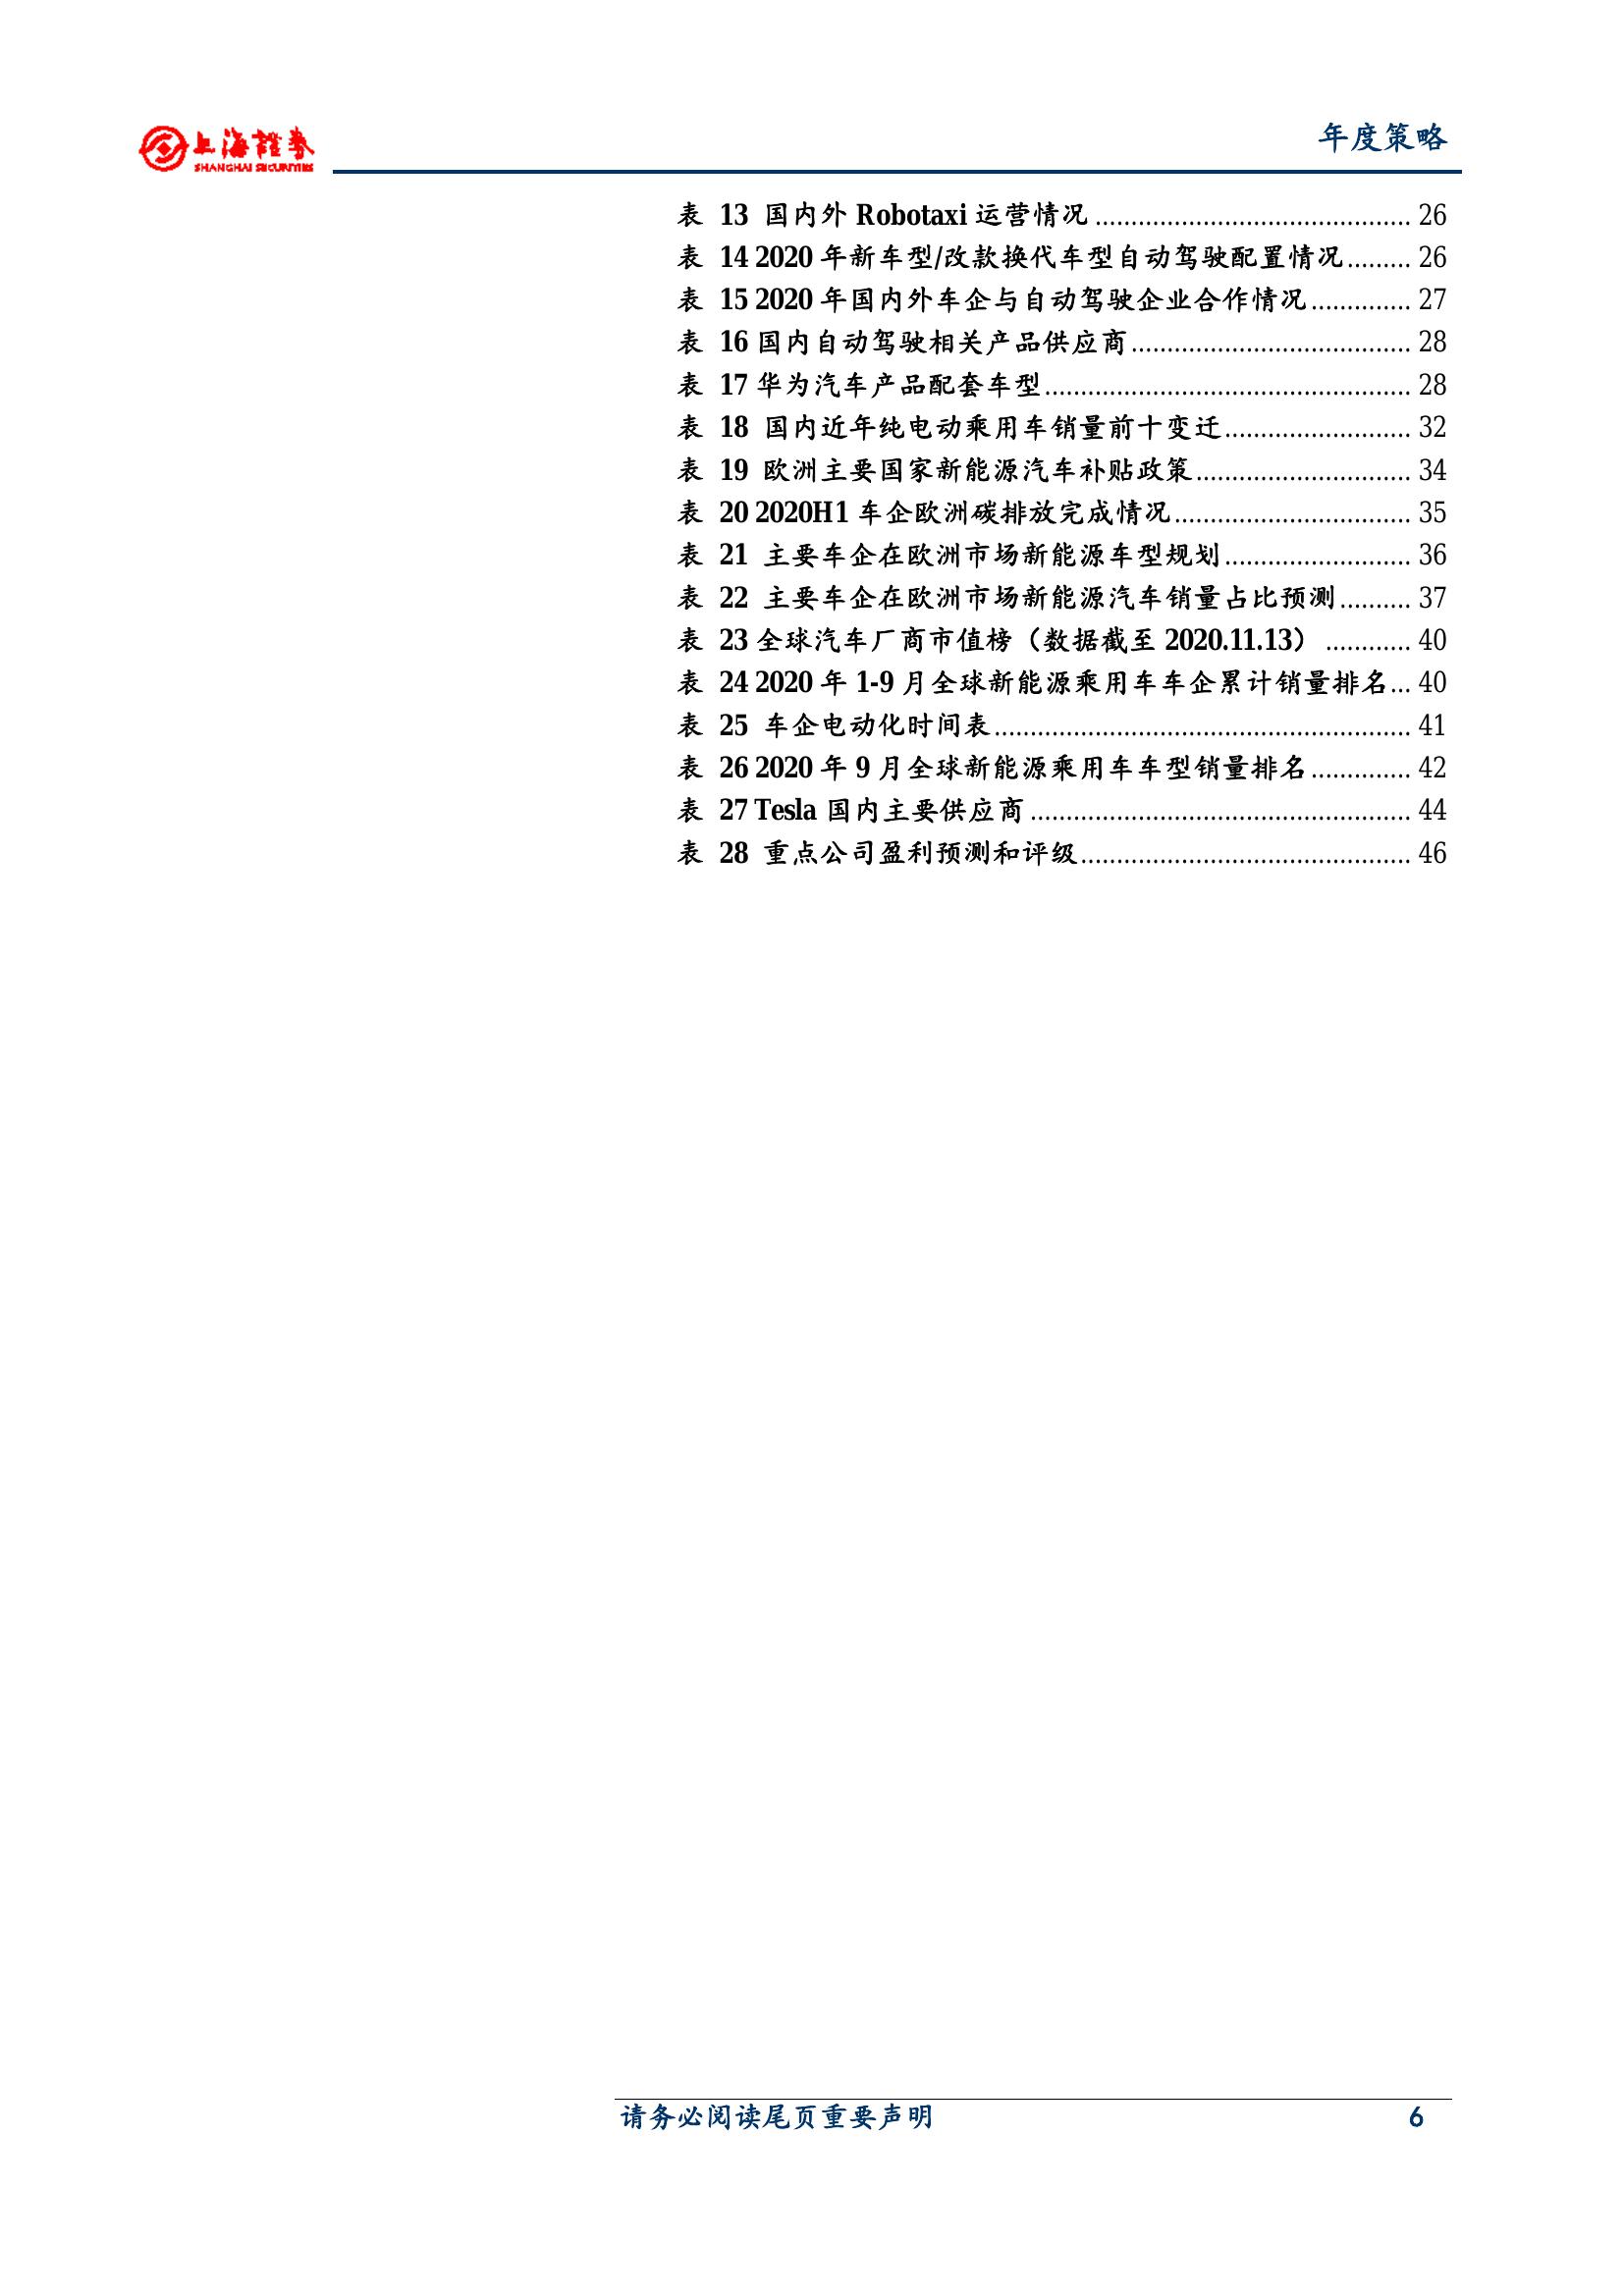 上海證券
SHANGHAI SECURITIES
年度策略
表 13 国内外 Robotaxi 运营情况 ............................................ 26
表 14 2020 年新车型/改款换代车型自动驾驶配置情况......... 26
表 15 2020 年国内外车企与自动驾驶企业合作情况.............. 27
表 16 国内自动驾驶相关产品供应商....................................... 28
表 17 华为汽车产品配套车型................................................... 28
表 18 国内近年纯电动乘用车销量前十变迁.......................... 32
表 19 欧洲主要国家新能源汽车补贴政策.............................. 34
表 20 2020H1 车企欧洲碳排放完成情况................................. 35
表 21 主要车企在欧洲市场新能源车型规划.......................... 36
表 22 主要车企在欧洲市场新能源汽车销量占比预测.......... 37
表 23 全球汽车厂商市值榜（数据截至 2020.11.13） ............ 40
表 24 2020 年 1-9 月全球新能源乘用车车企累计销量排名... 40
表 25 车企电动化时间表.......................................................... 41
表 26 2020 年 9 月全球新能源乘用车车型销量排名.............. 42
表 27 Tesla 国内主要供应商 ..................................................... 44
表 28 重点公司盈利预测和评级.............................................. 46
请务必阅读尾页重要声明 6